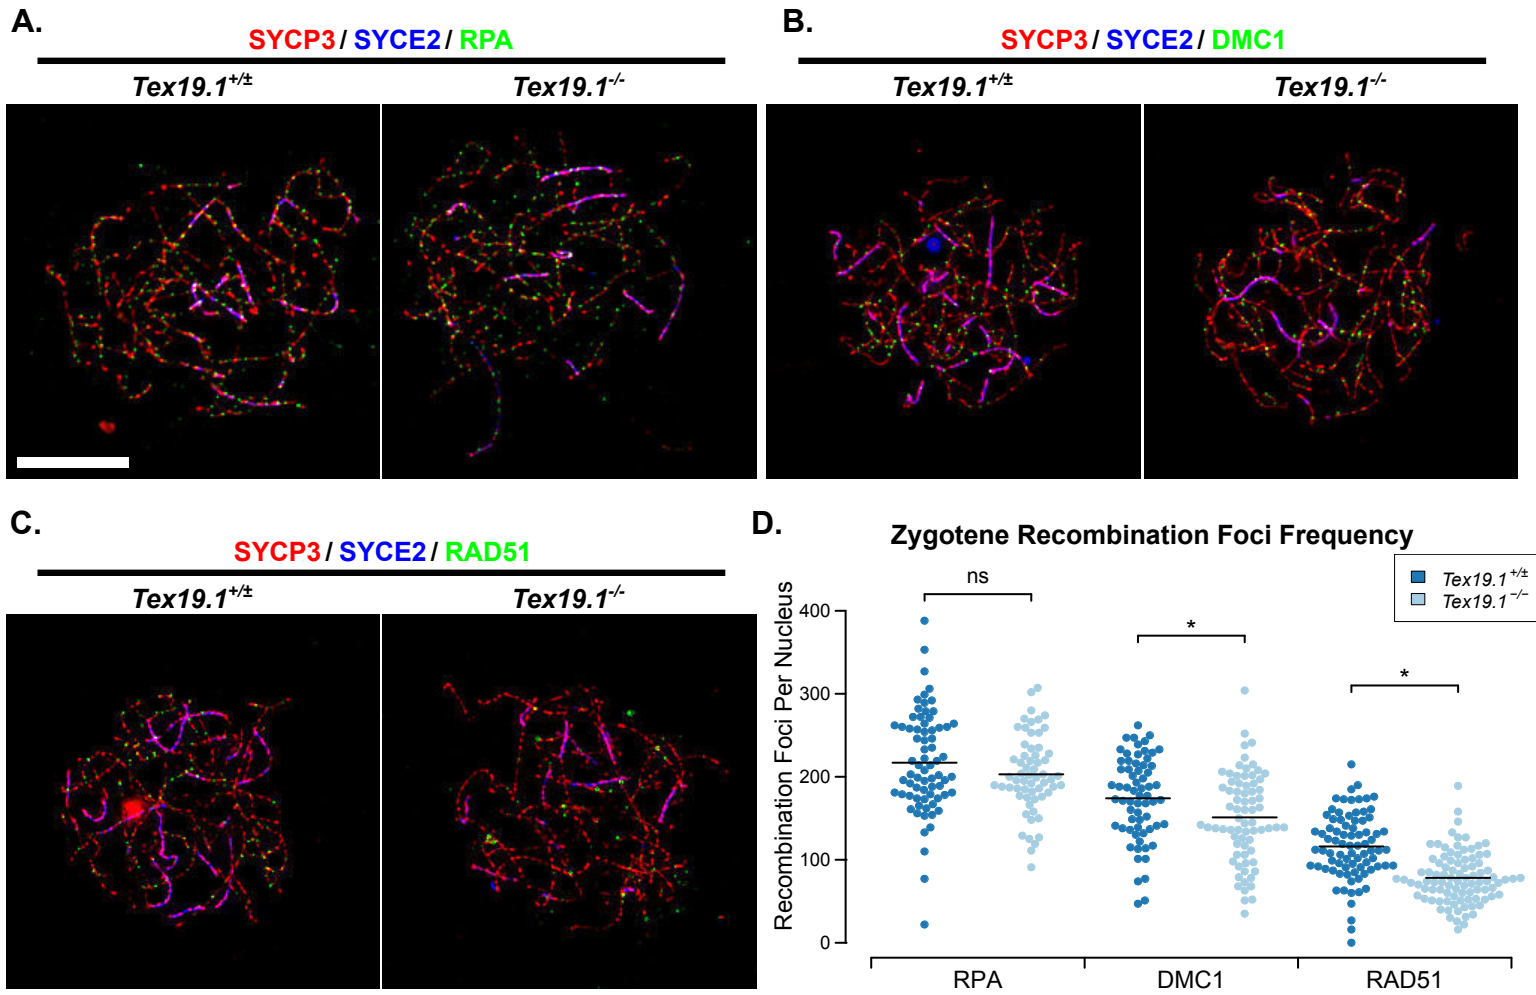 A.
SYCP3 / SYCE2 / RPA
Tex19.1+/± Tex19.1-/-
B.
SYCP3 / SYCE2 / DMC1
Tex19.1+/± Tex19.1-/-
C.
SYCP3 / SYCE2 / RAD51
Tex19.1+/± Tex19.1-/-
D.
Zygotene Recombination Foci Frequency
Tex19.1+/±
Tex19.1−/−
ns
*
*
Recombination Foci Per Nucleus
400
300
200
100
0
RPA DMC1 RAD51